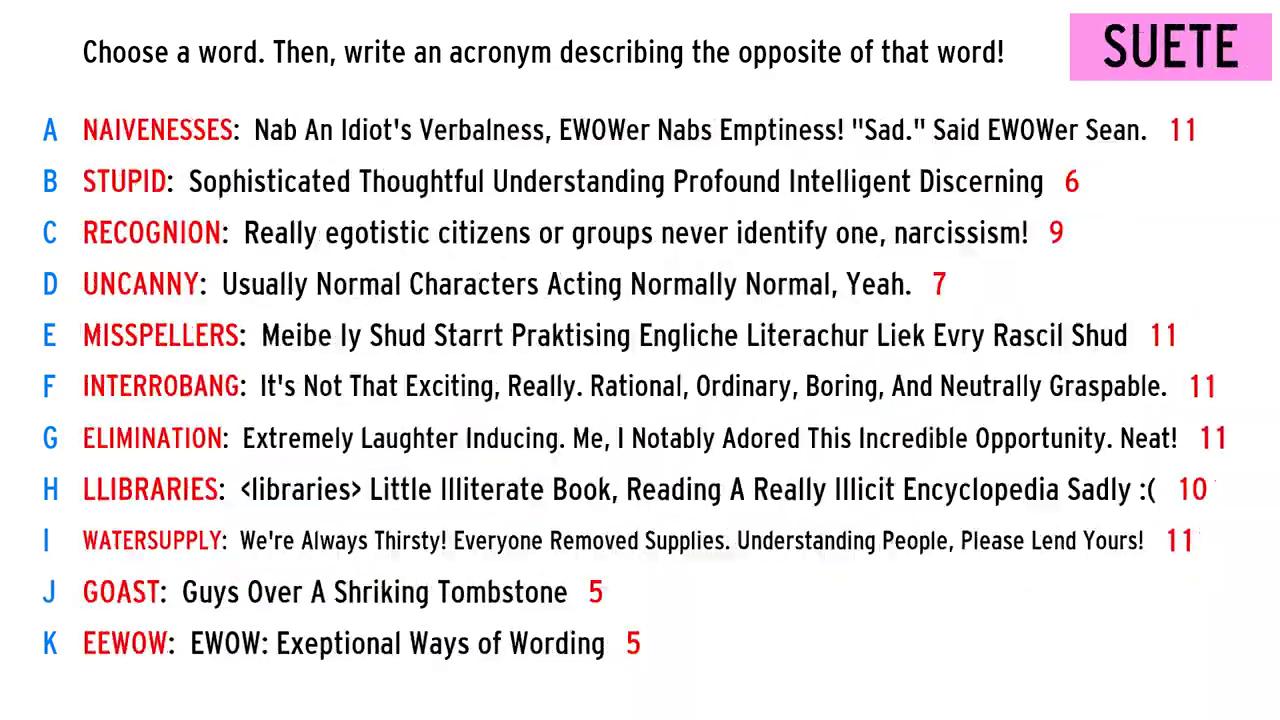 Choose a word. Then, write an acronym describing the opposite of that word!
SUETE
A NAIVENESSES: Nab An Idiot's Verbalness, EWOWer Nabs Emptiness! "Sad." Said EWOWer Sean. 11
B STUPID: Sophisticated Thoughtful Understanding Profound Intelligent Discerning 6
C RECOGNION: Really egotistic citizens or groups never identify one, narcissism! 9
D UNCANNY: Usually Normal Characters Acting Normally Normal, Yeah. 7
E MISSPELLERS: Meibe Iy Shud Starrt Praktising Engliche Literachur Liek Evry Rascil Shud 11
F INTERROBANG: It's Not That Exciting, Really. Rational, Ordinary, Boring, And Neutrally Graspable. 11
G ELIMINATION: Extremely Laughter Inducing. Me, I Notably Adored This Incredible Opportunity. Neat! 11
H LLIBRARIES: <libraries> Little Illiterate Book, Reading A Really Illicit Encyclopedia Sadly :( 10
I WATERSUPPLY: We're Always Thirsty! Everyone Removed Supplies. Understanding People, Please Lend Yours! 11
J GOAST: Guys Over A Shriking Tombstone 5
K EEWOW: EWOW: Exeptional Ways of Wording 5